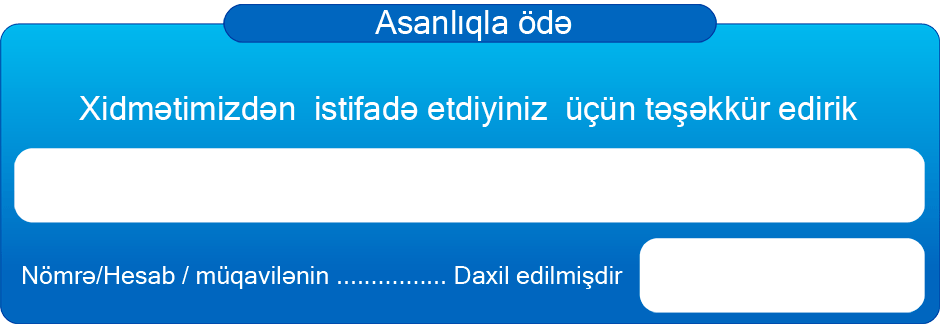 Asanlıqla ödə
Xidmətimizdən istifadə etdiyiniz üçün təşəkkür edirik
Nömrə/Hesab / müqavilənin ................ Daxil edilmişdir